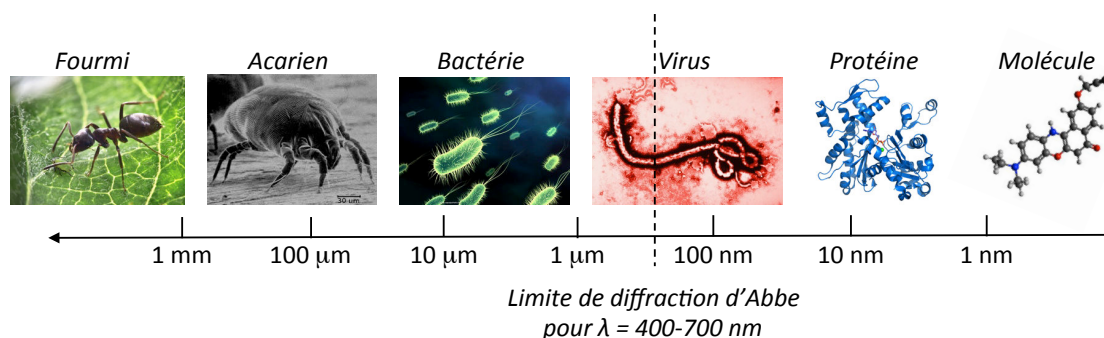 Fourmi Acarien Bactérie Virus Protéine Molécule
30 µm
1 mm 100 µm 10 µm 1 µm 100 nm 10 nm 1 nm
Limite de diffraction d'Abbe
pour λ = 400-700 nm